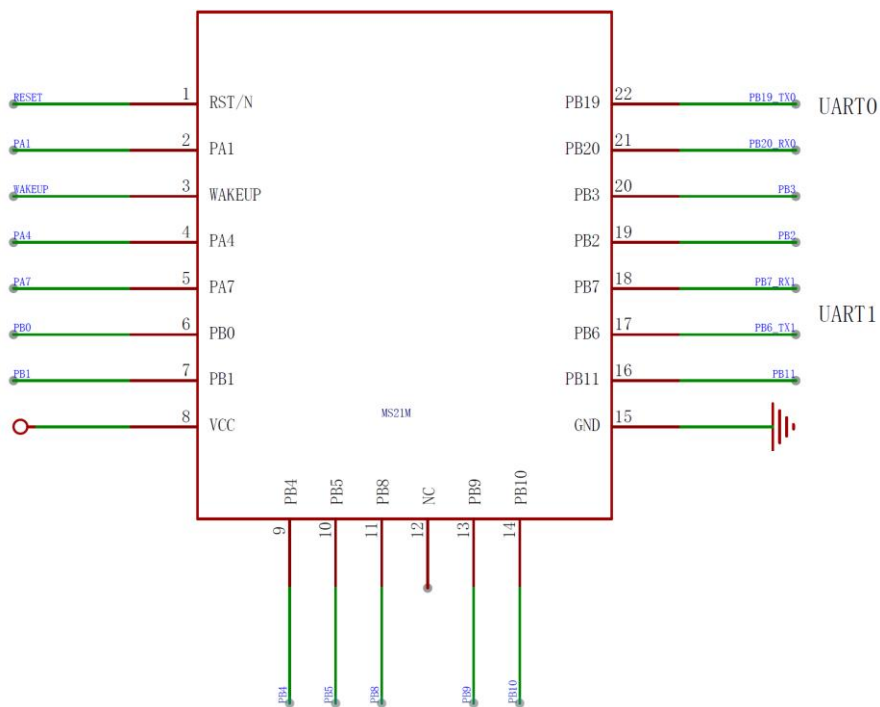 RESET 1 RST/N PB19 22 PB19_TX0 UART0
PA1 2 PA1 PB20 21 PB20_RX0
WAKEUP 3 WAKEUP PB3 20 PB3
PA4 4 PA4 PB2 19 PB2
PA7 5 PA7 PB7 18 PB7_RX1
UART1
PB0 6 PB0 PB6 17 PB6_TX1
PB1 7 PB1 PB11 16 PB11
MS21M
8 VCC GND 15
PB4 PB5 PB8 NC PB9 PB10
9 10 11 12 13 14
PB4 PB5 PB8 PB9 PB10